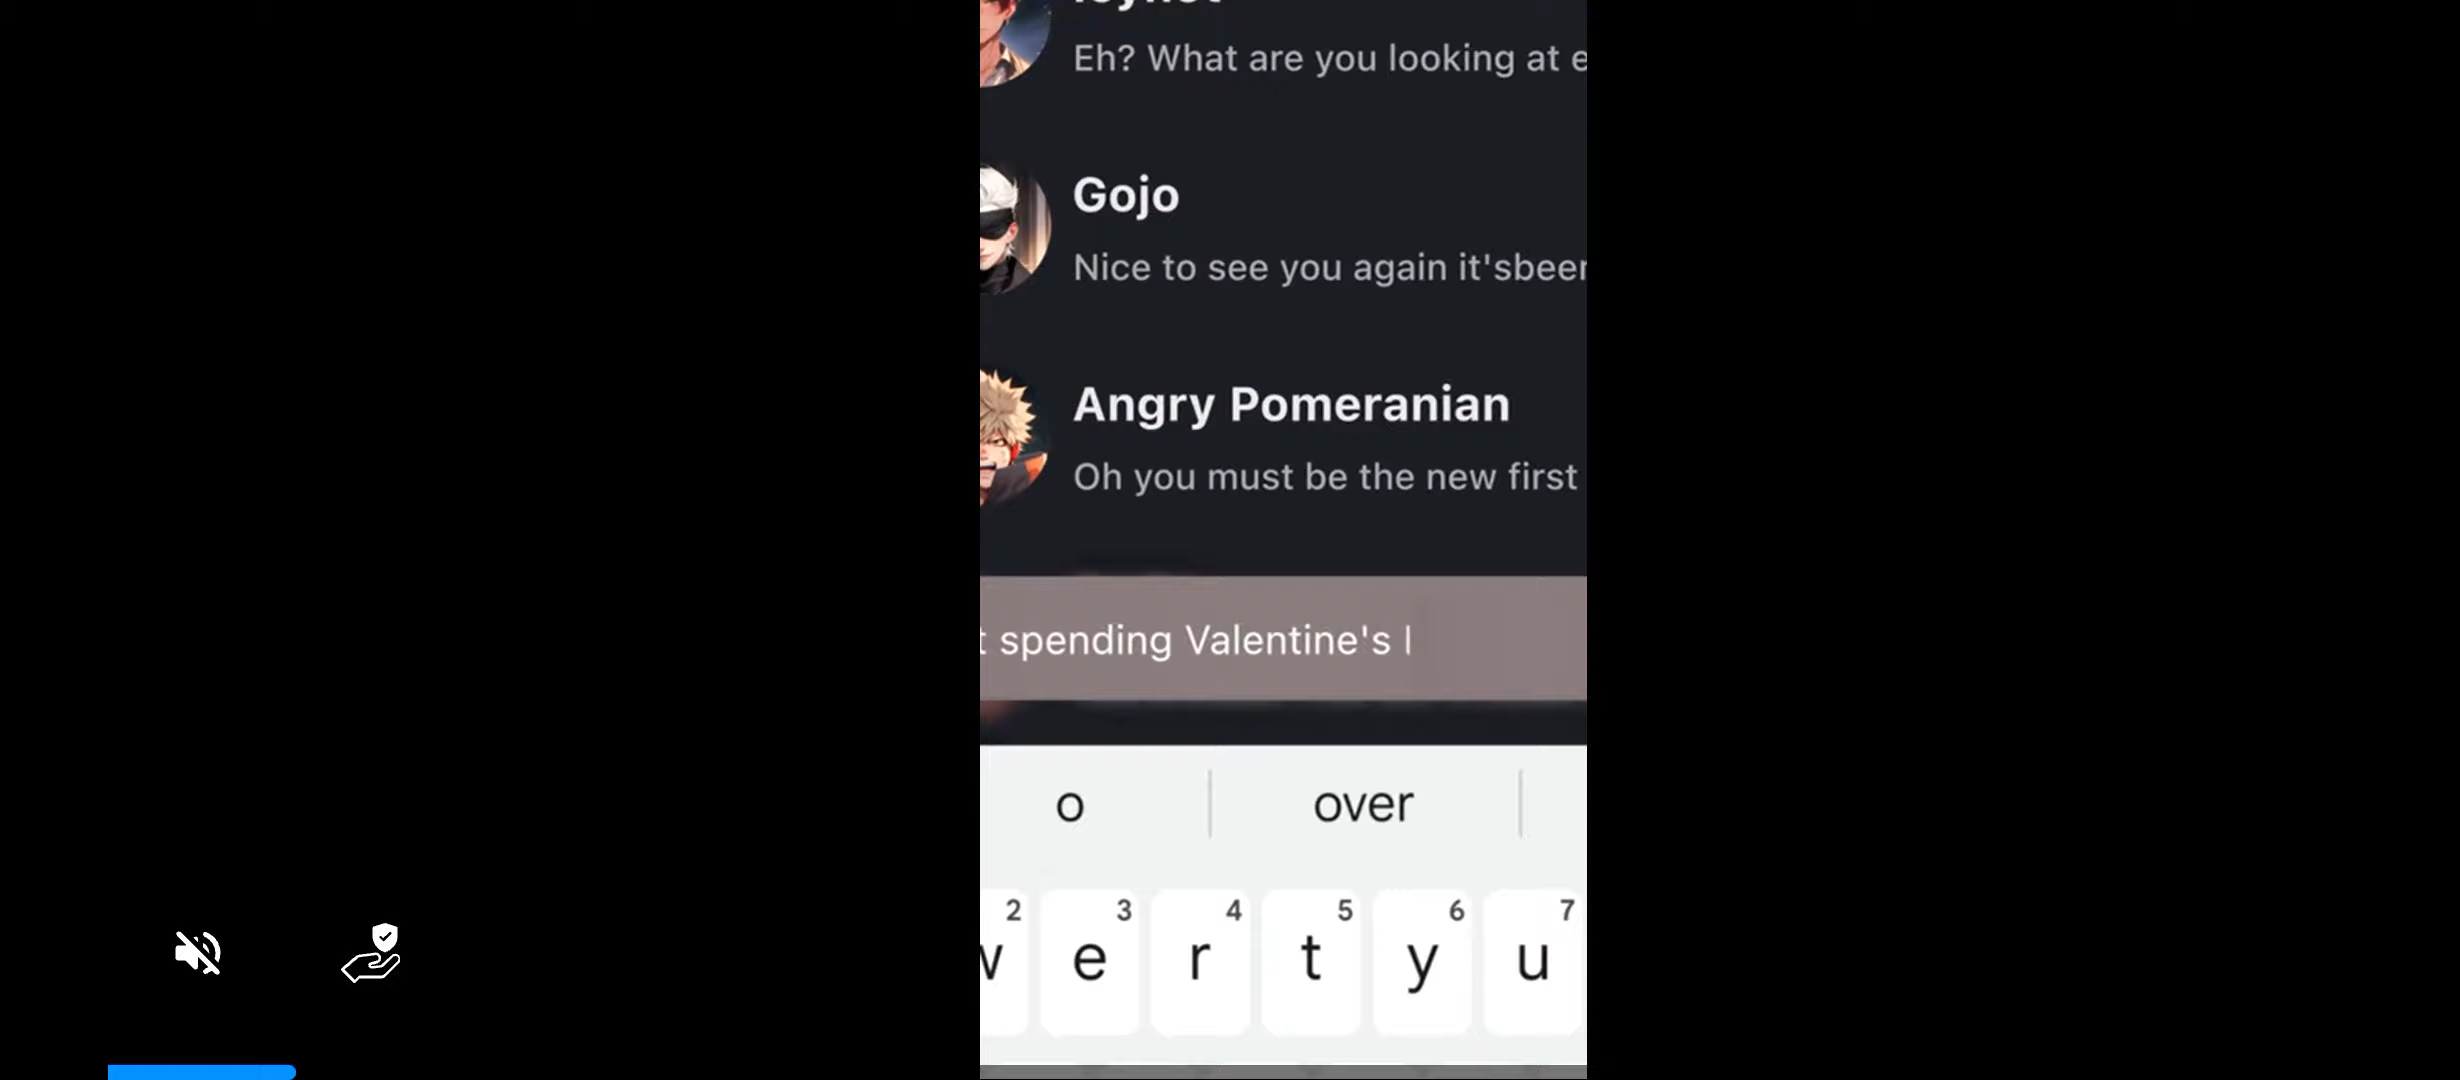 Eh? What are you looking at
Gojo
Nice to see you again it'sbeer
Angry Pomeranian
Oh you must be the new first
t spending Valentine's
o over
2 3 4 5 6 7
w e r t y u